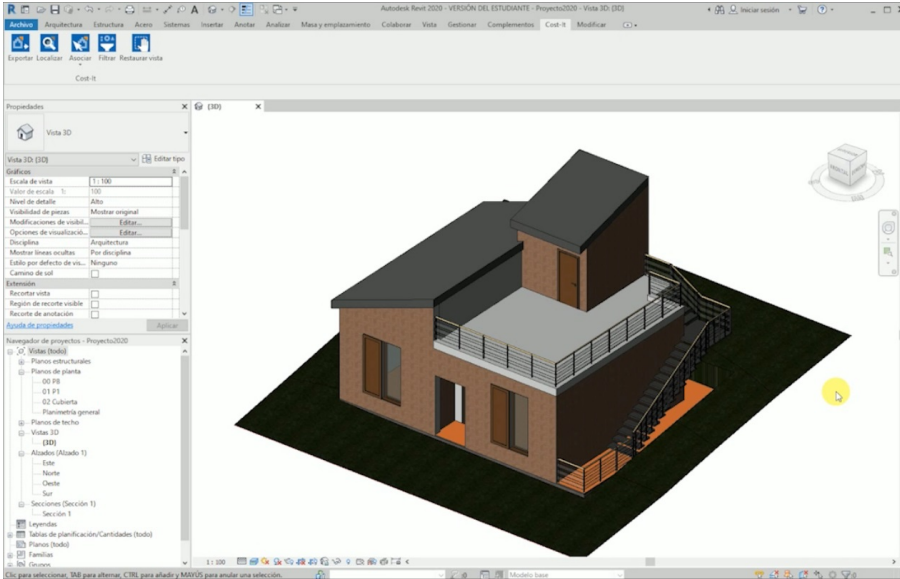 Autodesk Revit 2020 - VERSIÓN DEL ESTUDIANTE - Proyecto2020 - Vista 3D: {3D}
Iniciar sesión
Archivo Arquitectura Estructura Acero Sistemas Insertar Anotar Analizar Masa y emplazamiento Colaborar Vista Gestionar Complementos Cost-It Modificar
Exportar Localizar Asociar Filtrar Restaurar vista
Cost-It
Propiedades
{3D}
Vista 3D
Vista 3D: {3D}
Editar tipo
Gráficos
Escala de vista 1 : 100
Valor de escala 1: 100
Nivel de detalle Alto
Visibilidad de piezas Mostrar original
Modificaciones de visibil... Editar...
Opciones de visualizació... Editar...
Disciplina Arquitectura
Mostrar líneas ocultas Por disciplina
Estilo por defecto de vis... Ninguno
Camino de sol
Extensión
Recortar vista
Región de recorte visible
Recorte de anotación
Ayuda de propiedades Aplicar
Navegador de proyectos - Proyecto2020
Vistas (todo)
Planos estructurales
Planos de planta
00 PB
01 P1
02 Cubierta
Planimetría general
Planos de techo
Vistas 3D
{3D}
Alzados (Alzado 1)
Este
Norte
Oeste
Sur
Secciones (Sección 1)
Sección 1
Leyendas
Tablas de planificación/Cantidades (todo)
Planos (todo)
Familias
Grupos
1 : 100
Clic para seleccionar, TAB para alternar, CTRL para añadir y MAYÚS para anular una selección.
Modelo base